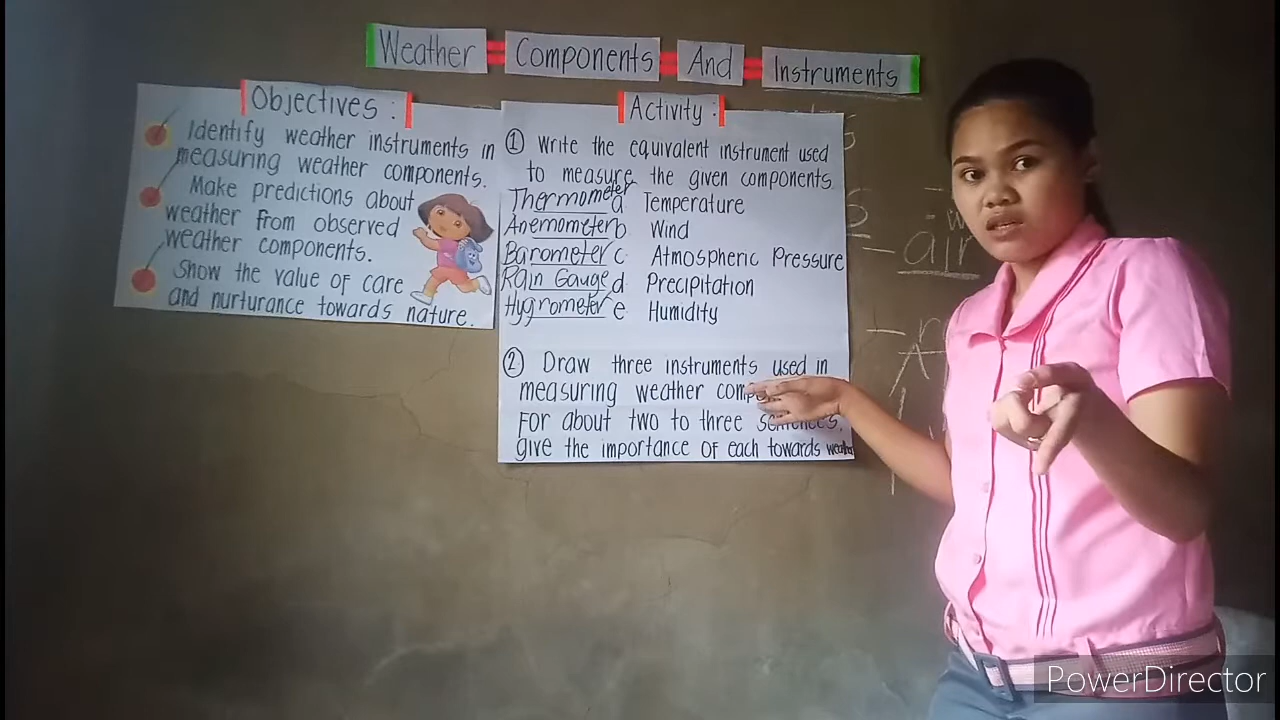 Weather Components And Instruments
Objectives :
Identify weather instruments in
measuring weather components.
Make predictions about
weather from observed
weather components.
Show the value of care
and nurturance towards nature.
Activity :
① Write the equivalent instrument used
to measure the given components
Thermometer a Temperature
Anemometer b Wind
Barometer c Atmospheric Pressure
Rain Gauge d Precipitation
Hygrometer e Humidity
② Draw three instruments used in
measuring weather
For about two to three sentences,
give the importance of each towards weather
air
PowerDirector